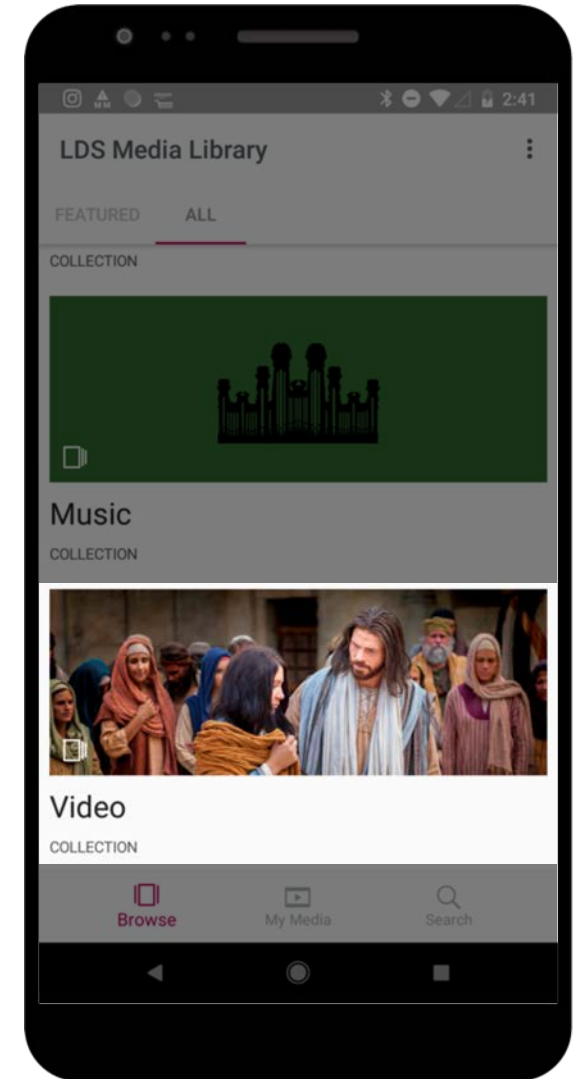 2:41
LDS Media Library
FEATURED ALL
COLLECTION
Music
COLLECTION
Video
COLLECTION
Browse My Media Search